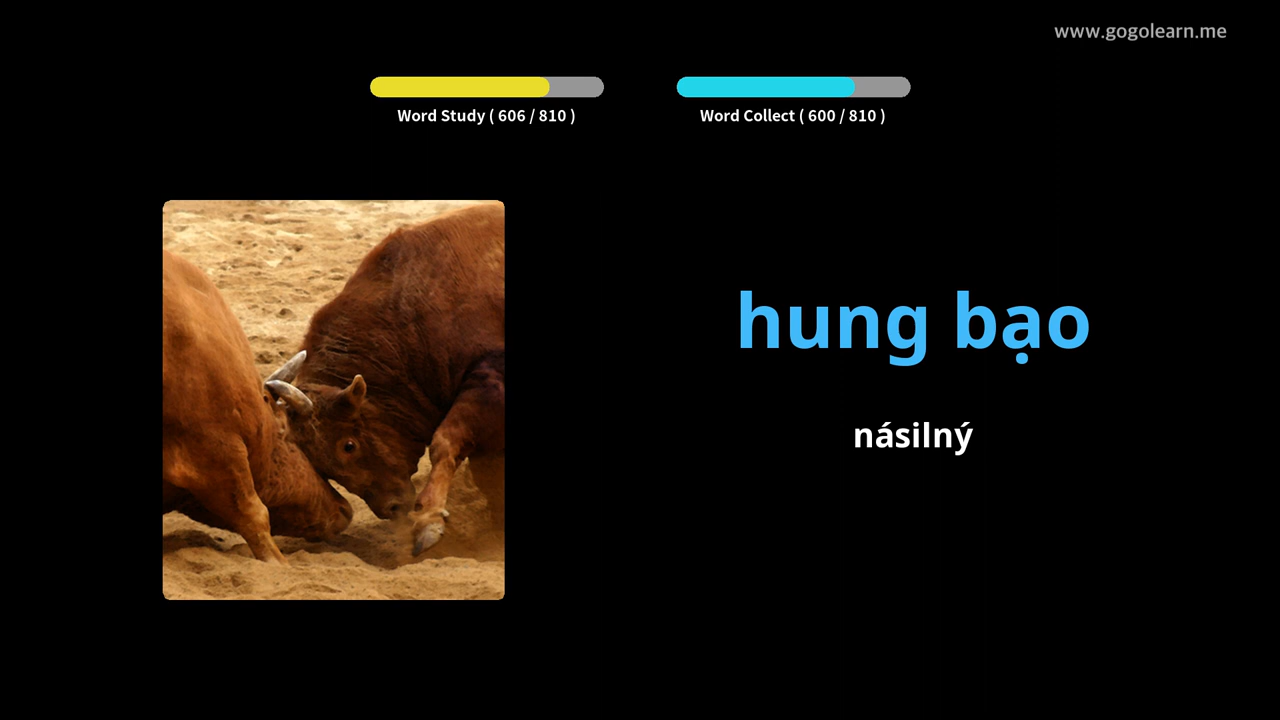 www.gogolearn.me
Word Study ( 606 / 810 )
Word Collect ( 600 / 810 )
hung bạo
násilný